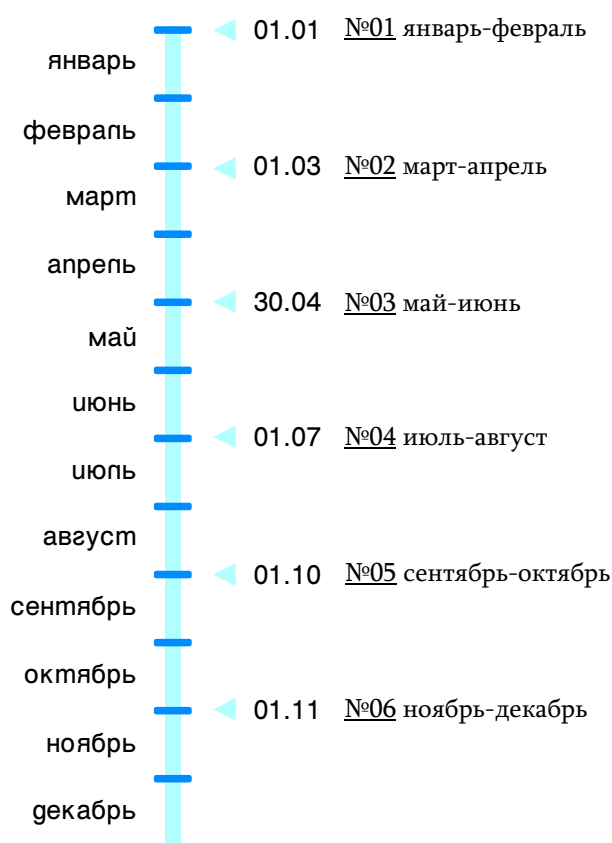 01.01 №01 январь-февраль
январь
февраль
01.03 №02 март-апрель
март
апрель
30.04 №03 май-июнь
май
июнь
01.07 №04 июль-август
июль
август
01.10 №05 сентябрь-октябрь
сентябрь
октябрь
01.11 №06 ноябрь-декабрь
ноябрь
декабрь